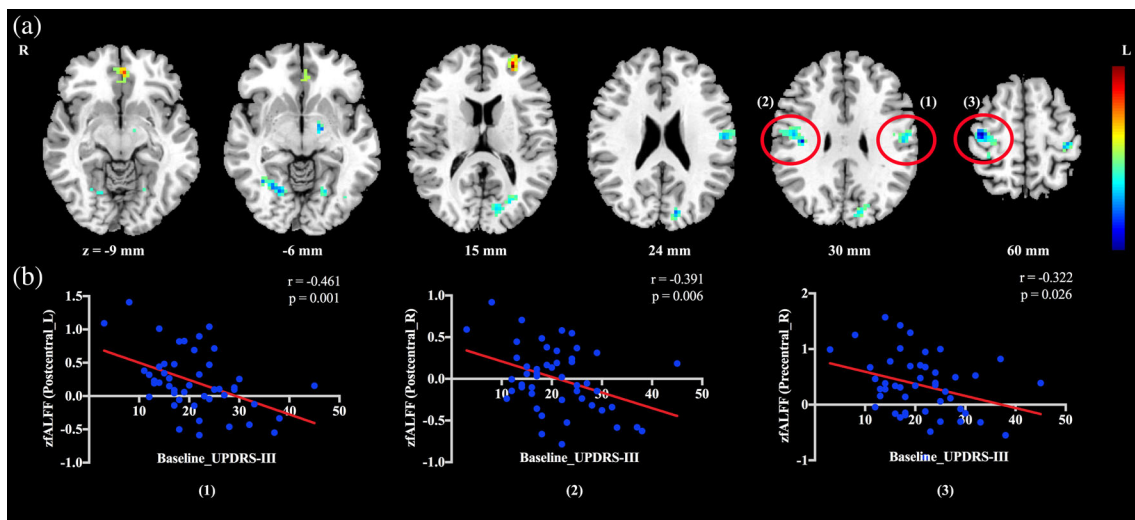 (a)
R
L
(2)
(1)
(3)
z = -9 mm
-6 mm
15 mm
24 mm
30 mm
60 mm
(b)
r = -0.461
p = 0.001
zfALFF (Postcentral_L)
1.5
1.0
0.5
0.0
-0.5
-1.0
10
20
30
40
50
Baseline_UPDRS-III
(1)
r = -0.391
p = 0.006
zfALFF (Postcentral_R)
1.0
0.5
0.0
-0.5
-1.0
10
20
30
40
50
Baseline_UPDRS-III
(2)
r = -0.322
p = 0.026
zfALFF (Precentral_R)
2
1
0
-1
10
20
30
40
50
Baseline_UPDRS-III
(3)